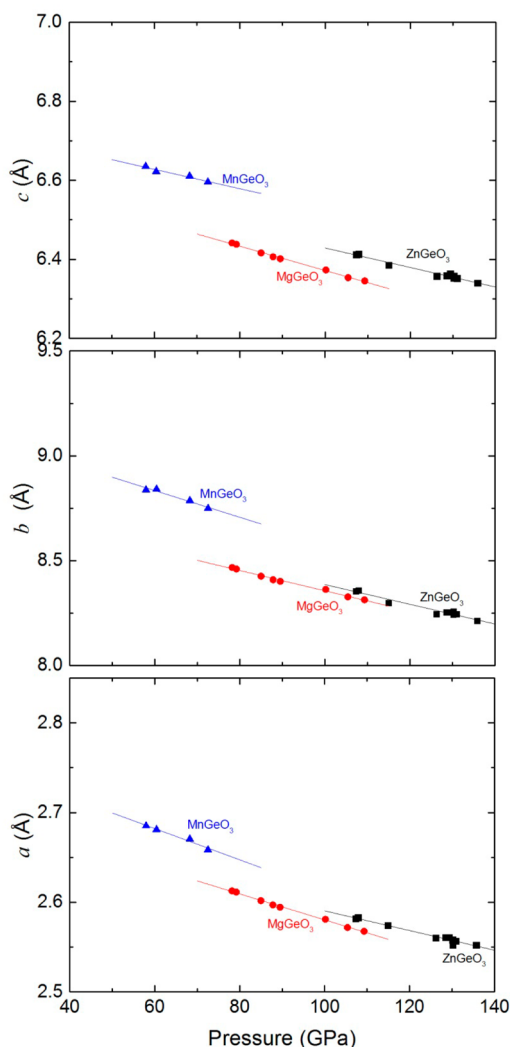 7.0
6.8
6.6
6.4
6.2
c (Å)
MnGeO₃
MgGeO₃
ZnGeO₃
9.5
9.0
8.5
8.0
b (Å)
MnGeO₃
MgGeO₃
ZnGeO₃
2.8
2.7
2.6
2.5
a (Å)
MnGeO₃
MgGeO₃
ZnGeO₃
40 60 80 100 120 140
Pressure (GPa)